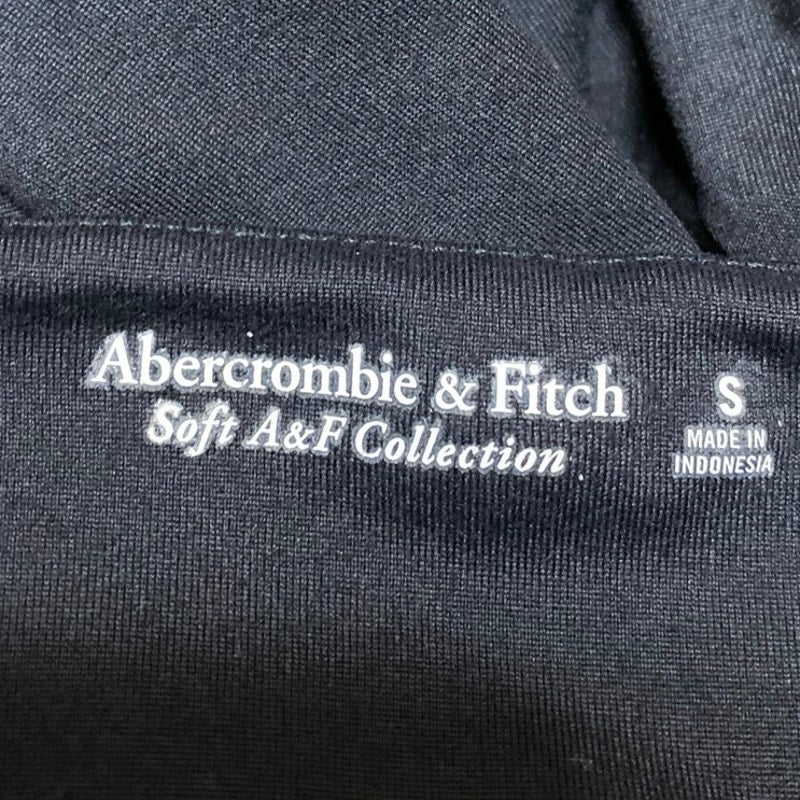 Abercrombie & Fitch
Soft A&F Collection
S
MADE IN
INDONESIA